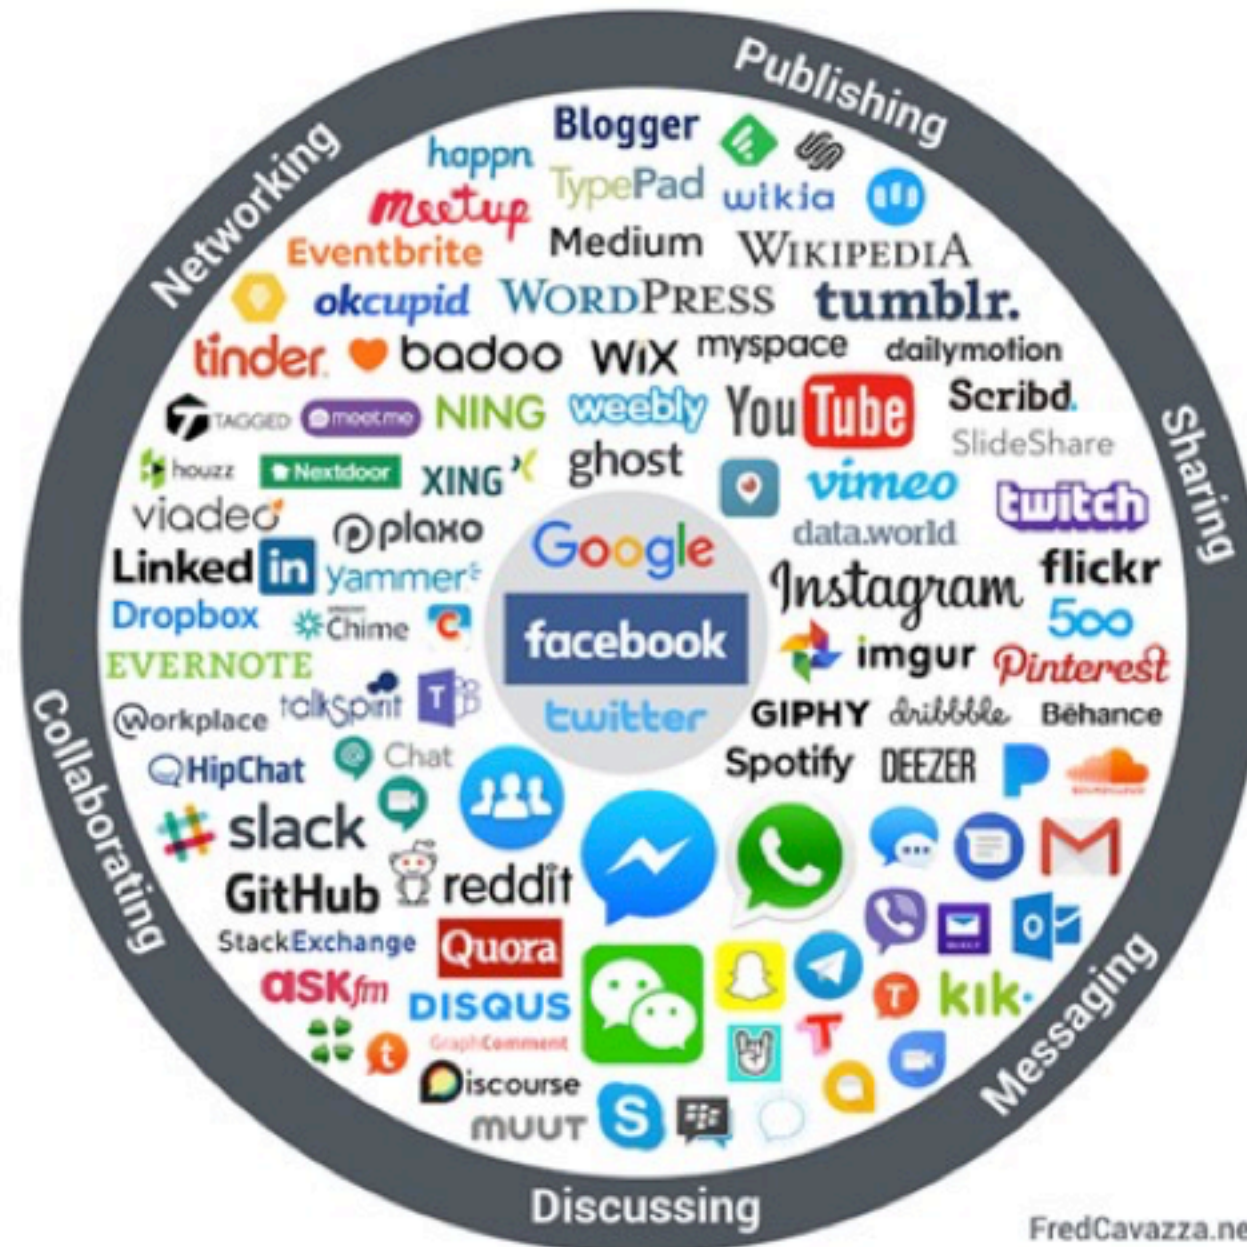 Publishing
Networking
Sharing
Collaborating
Messaging
Discussing
Blogger
happn
TypePad
wikia
meetup
Eventbrite
Medium
WIKIPEDIA
okcupid
WORDPRESS
tumblr.
tinder
badoo
WiX
myspace
dailymotion
TAGGED
meetme
NING
weebly
YouTube
Scribd.
SlideShare
houzz
Nextdoor
XING
ghost
vimeo
twitch
viadeo
plaxo
data.world
Google
Linked in
yammer
Instagram
flickr
Dropbox
Chime
C
facebook
500
EVERNOTE
imgur
Pinterest
Workplace
talkSpirit
T
twitter
GIPHY
dribbble
Bēhance
HipChat
Chat
Spotify
DEEZER
slack
GitHub
reddit
StackExchange
Quora
askfm
DISQUS
kik
GraphComment
t
T
T
Discourse
muut
S
FredCavazza.ne